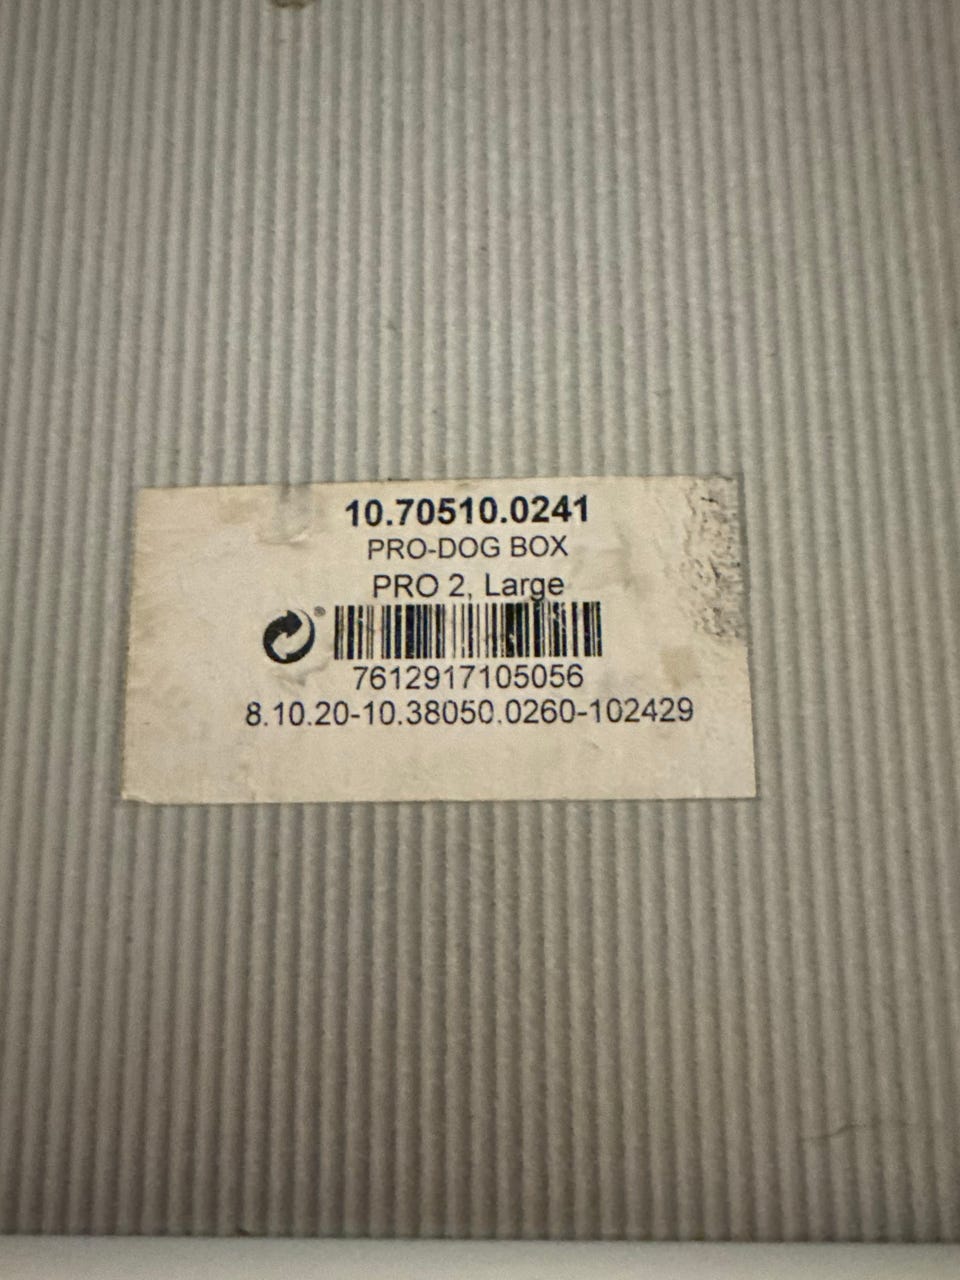 10.70510.0241
PRO-DOG BOX
PRO 2, Large
®
7612917105056
8.10.20-10.38050.0260-102429